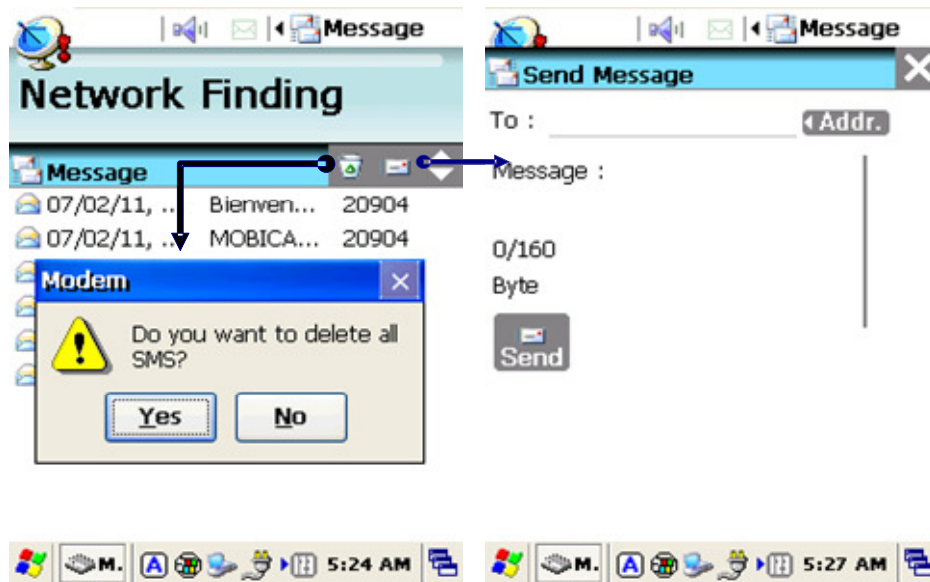 Message
Network Finding
Message
07/02/11, ... Bienven... 20904
07/02/11, ... MOBICA... 20904
Modem
Do you want to delete all
SMS?
Yes No
M. A 5:24 AM
Message
Send Message
To : Addr.
Message :
0/160
Byte
Send
M. A 5:27 AM